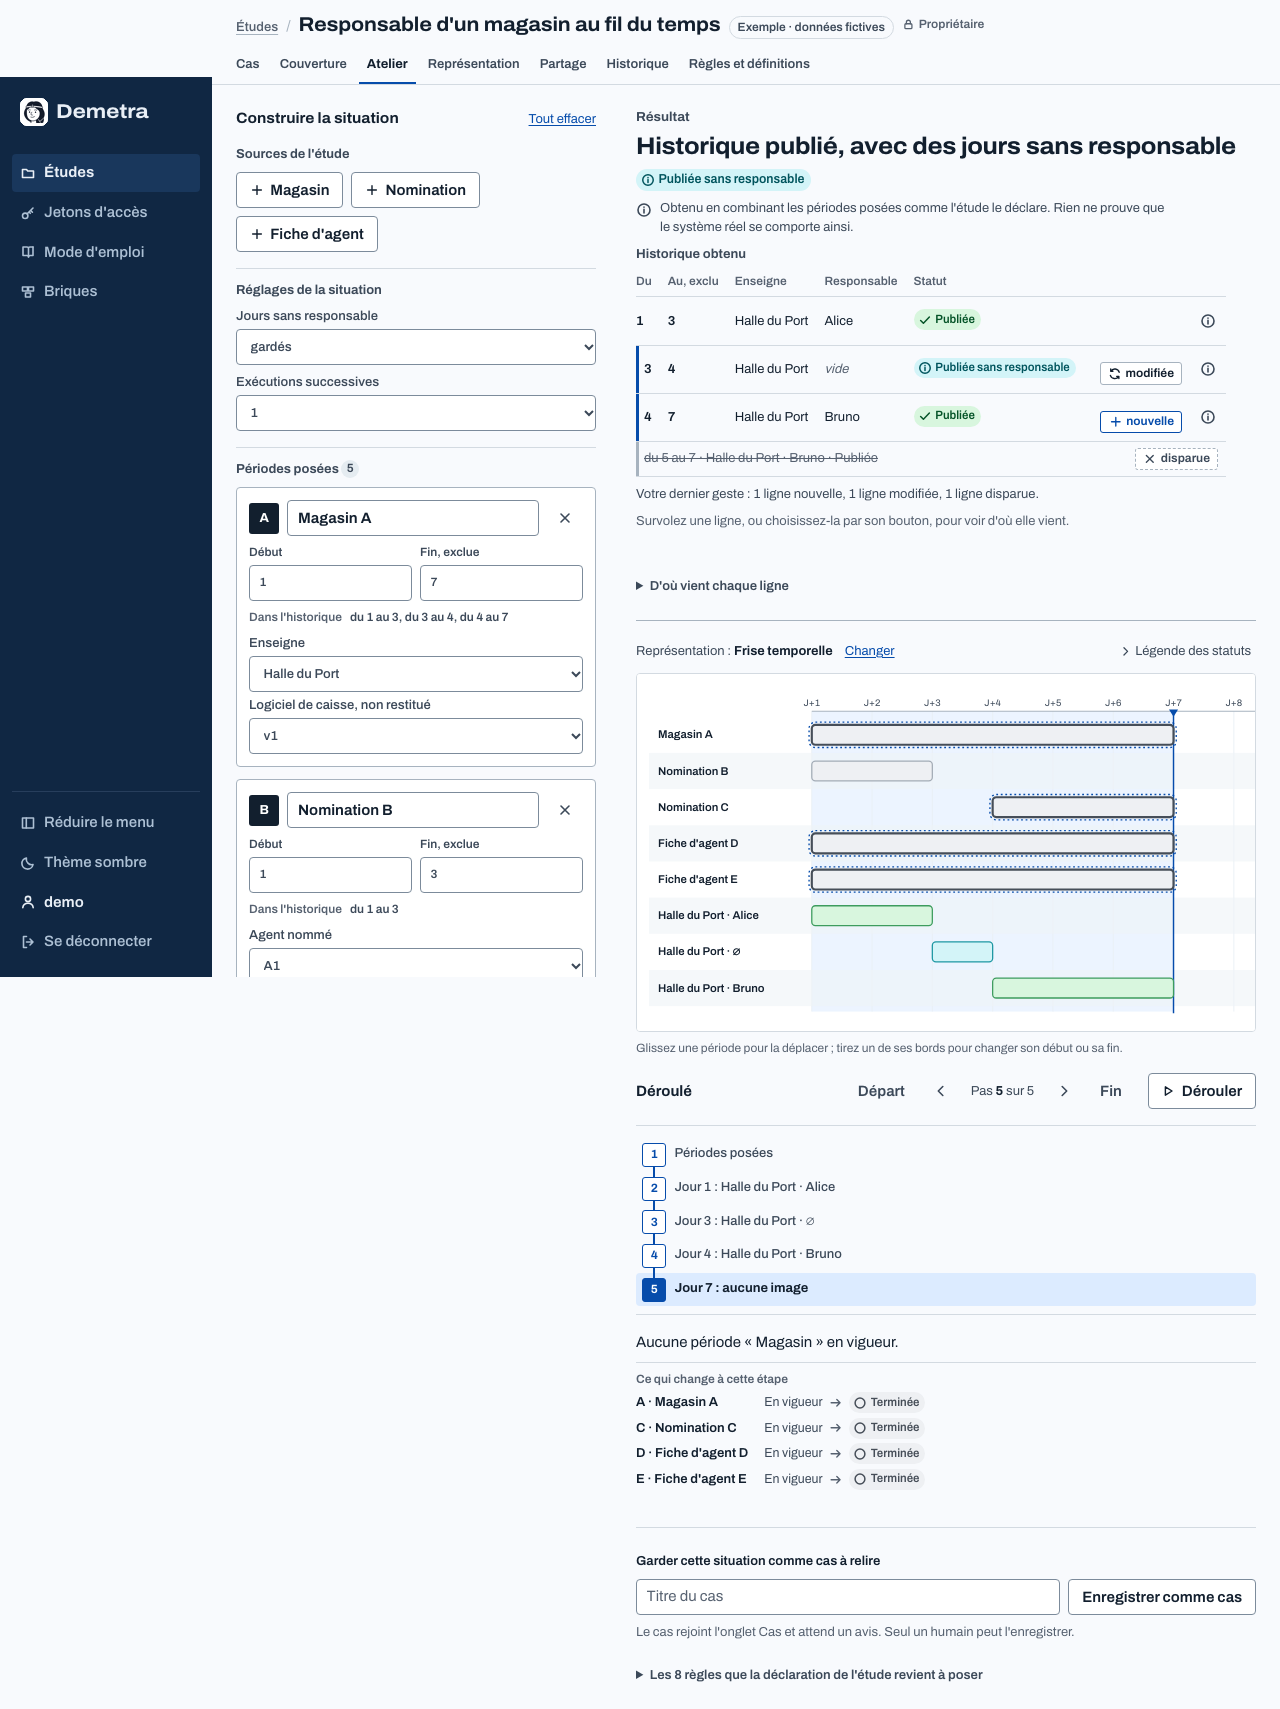 Études / Responsable d'un magasin au fil du temps Exemple · données fictives Propriétaire
Cas Couverture Atelier Représentation Partage Historique Règles et définitions
Demetra
Études
Jetons d'accès
Mode d'emploi
Briques
Réduire le menu
Thème sombre
demo
Se déconnecter
Construire la situation Tout effacer
Sources de l'étude
Magasin Nomination
Fiche d'agent
Réglages de la situation
Jours sans responsable
gardés
Exécutions successives
1
Périodes posées 5
A Magasin A
Début Fin, exclue
1 7
Dans l'historique du 1 au 3, du 3 au 4, du 4 au 7
Enseigne
Halle du Port
Logiciel de caisse, non restitué
v1
B Nomination B
Début Fin, exclue
1 3
Dans l'historique du 1 au 3
Agent nommé
A1
Résultat
Historique publié, avec des jours sans responsable
Publiée sans responsable
Obtenu en combinant les périodes posées comme l'étude le déclare. Rien ne prouve que
le système réel se comporte ainsi.
Historique obtenu
Du Au, exclu Enseigne Responsable Statut
1 3 Halle du Port Alice Publiée
3 4 Halle du Port vide Publiée sans responsable modifiée
4 7 Halle du Port Bruno Publiée nouvelle
du 5 au 7 · Halle du Port · Bruno · Publiée disparue
Votre dernier geste : 1 ligne nouvelle, 1 ligne modifiée, 1 ligne disparue.
Survolez une ligne, ou choisissez-la par son bouton, pour voir d'où elle vient.
D'où vient chaque ligne
Représentation : Frise temporelle Changer Légende des statuts
J+1 J+2 J+3 J+4 J+5 J+6 J+7 J+8
Magasin A
Nomination B
Nomination C
Fiche d'agent D
Fiche d'agent E
Halle du Port · Alice
Halle du Port · ∅
Halle du Port · Bruno
Glissez une période pour la déplacer ; tirez un de ses bords pour changer son début ou sa fin.
Déroulé Départ Pas 5 sur 5 Fin Dérouler
1 Périodes posées
2 Jour 1 : Halle du Port · Alice
3 Jour 3 : Halle du Port · ∅
4 Jour 4 : Halle du Port · Bruno
5 Jour 7 : aucune image
Aucune période « Magasin » en vigueur.
Ce qui change à cette étape
A · Magasin A En vigueur → Terminée
C · Nomination C En vigueur → Terminée
D · Fiche d'agent D En vigueur → Terminée
E · Fiche d'agent E En vigueur → Terminée
Garder cette situation comme cas à relire
Titre du cas Enregistrer comme cas
Le cas rejoint l'onglet Cas et attend un avis. Seul un humain peut l'enregistrer.
Les 8 règles que la déclaration de l'étude revient à poser